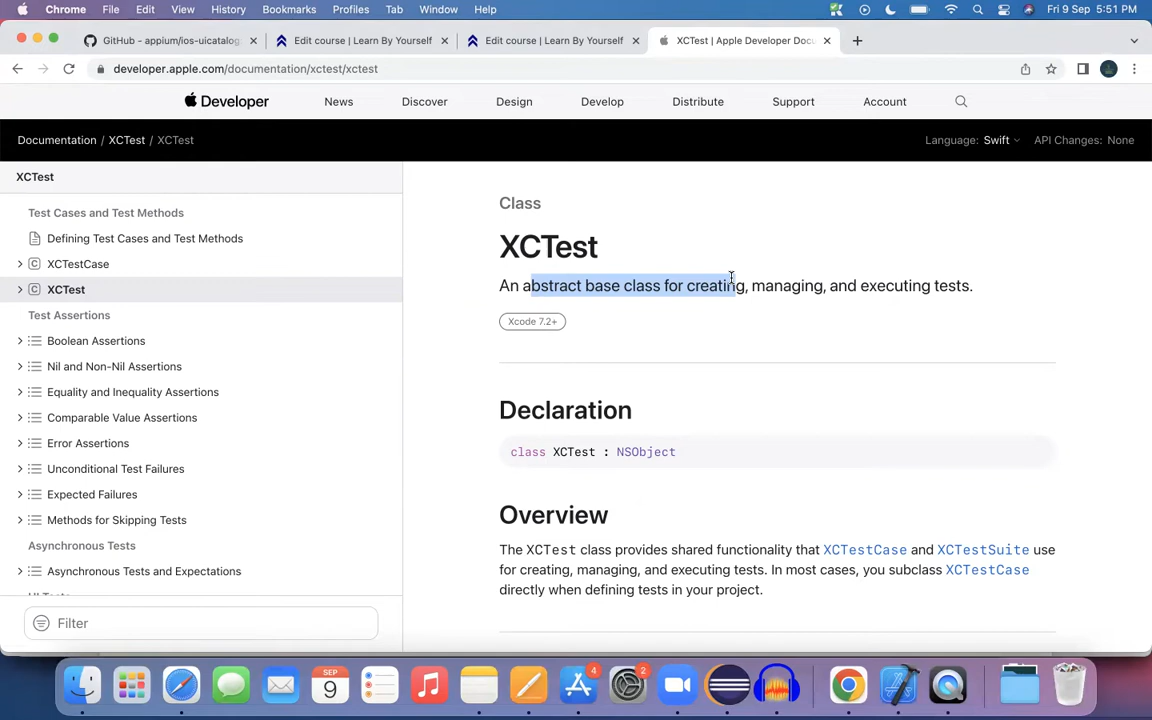 Chrome File Edit View History Bookmarks Profiles Tab Window Help Fri 9 Sep 5:51 PM
GitHub - appium/ios-uicatalog Edit course | Learn By Yourself Edit course | Learn By Yourself XCTest | Apple Developer Docu
developer.apple.com/documentation/xctest/xctest
Developer News Discover Design Develop Distribute Support Account
Documentation / XCTest / XCTest Language: Swift API Changes: None
XCTest
Test Cases and Test Methods
Defining Test Cases and Test Methods
C XCTestCase
C XCTest
Test Assertions
Boolean Assertions
Nil and Non-Nil Assertions
Equality and Inequality Assertions
Comparable Value Assertions
Error Assertions
Unconditional Test Failures
Expected Failures
Methods for Skipping Tests
Asynchronous Tests
Asynchronous Tests and Expectations
Filter
Class
XCTest
An abstract base class for creating, managing, and executing tests.
Xcode 7.2+
Declaration
class XCTest : NSObject
Overview
The XCTest class provides shared functionality that XCTestCase and XCTestSuite use
for creating, managing, and executing tests. In most cases, you subclass XCTestCase
directly when defining tests in your project.
SEP
9
4
2